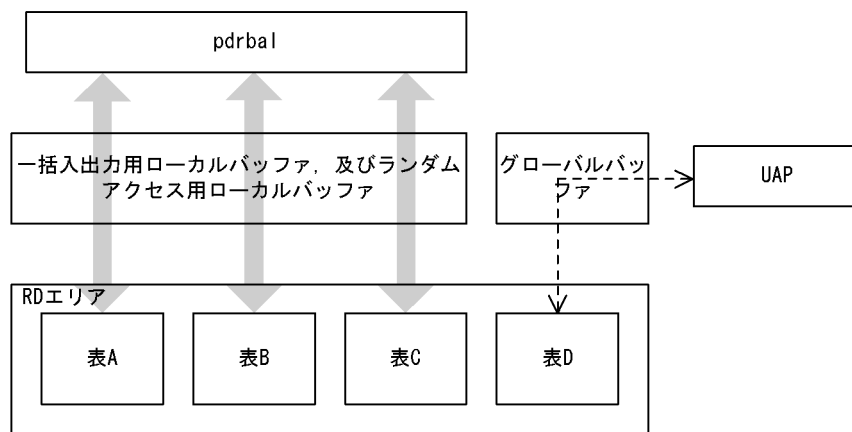 pdrbal
一括入出力用ローカルバッファ，及びランダム
アクセス用ローカルバッファ
グローバルバッ
ファ
UAP
RDエリア
表A
表B
表C
表D